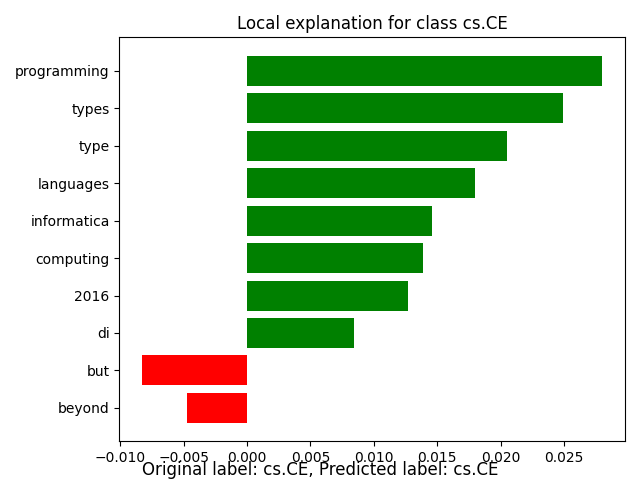 Local explanation for class cs.CE
programming
types
type
languages
informatica
computing
2016
di
but
beyond
−0.010 −0.005 0.000 0.005 0.010 0.015 0.020 0.025
Original label: cs.CE, Predicted label: cs.CE